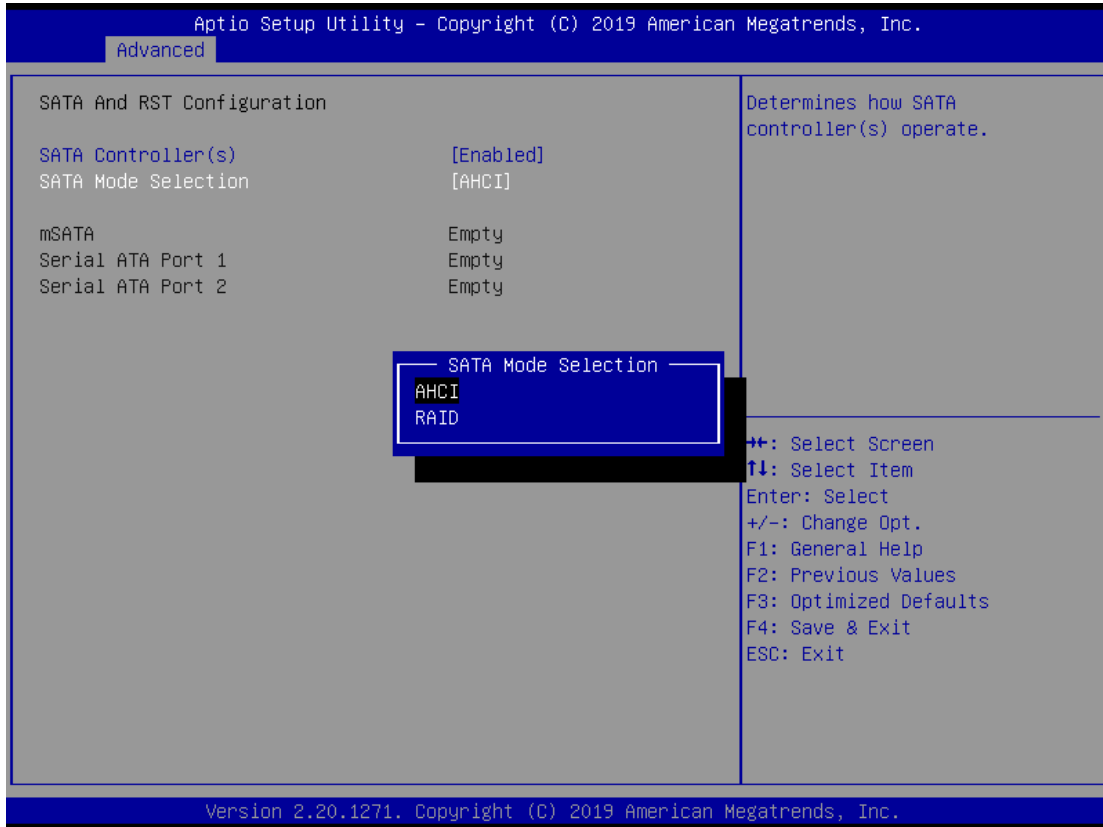 Aptio Setup Utility – Copyright (C) 2019 American Megatrends, Inc.
Advanced
SATA And RST Configuration
SATA Controller(s) [Enabled]
SATA Mode Selection [AHCI]
mSATA Empty
Serial ATA Port 1 Empty
Serial ATA Port 2 Empty
SATA Mode Selection
AHCI
RAID
Determines how SATA
controller(s) operate.
→←: Select Screen
↑↓: Select Item
Enter: Select
+/-: Change Opt.
F1: General Help
F2: Previous Values
F3: Optimized Defaults
F4: Save & Exit
ESC: Exit
Version 2.20.1271. Copyright (C) 2019 American Megatrends, Inc.